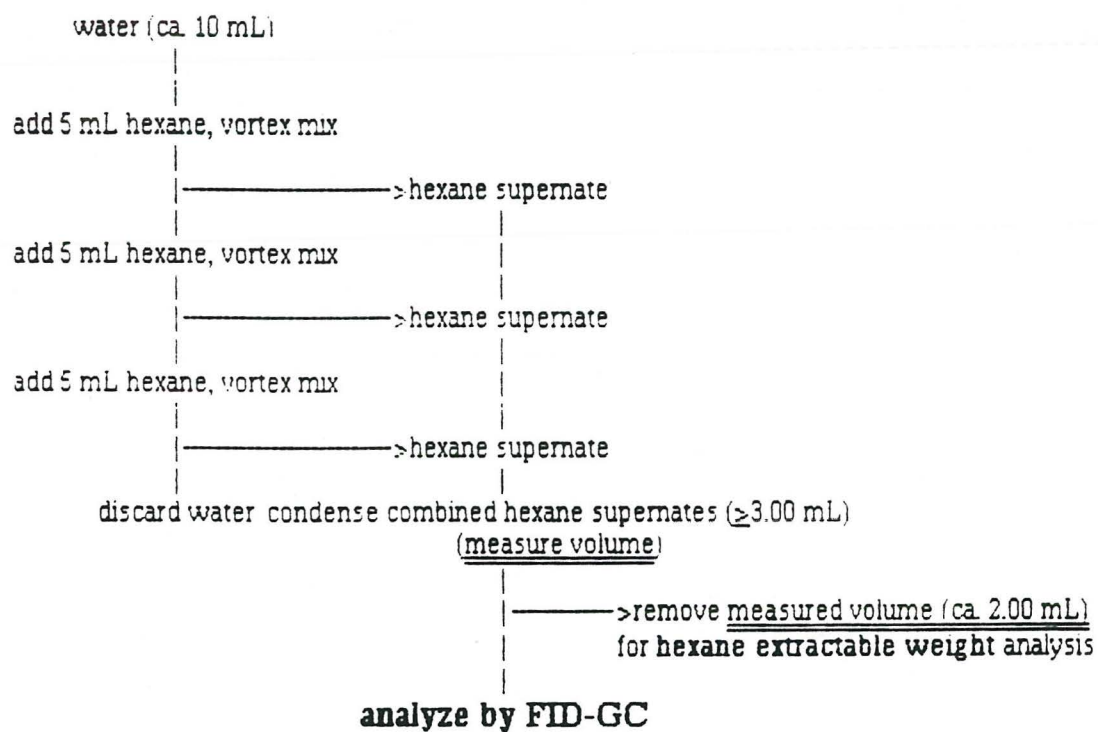 water (ca. 10 mL)
add 5 mL hexane, vortex mix
hexane supernate
add 5 mL hexane, vortex mix
hexane supernate
add 5 mL hexane, vortex mix
hexane supernate
discard water condense combined hexane supernates (≥3.00 mL)
(measure volume)
>remove measured volume (ca. 2.00 mL)
for hexane extractable weight analysis
analyze by FID-GC